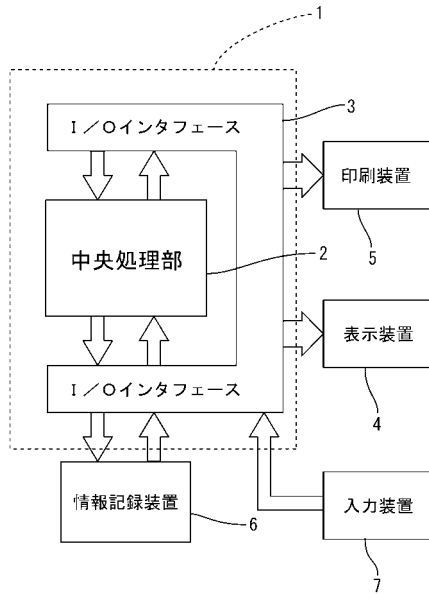 1
3
I/Oインタフェース
印刷装置
5
中央処理部
2
表示装置
4
I/Oインタフェース
情報記録装置
6
入力装置
7